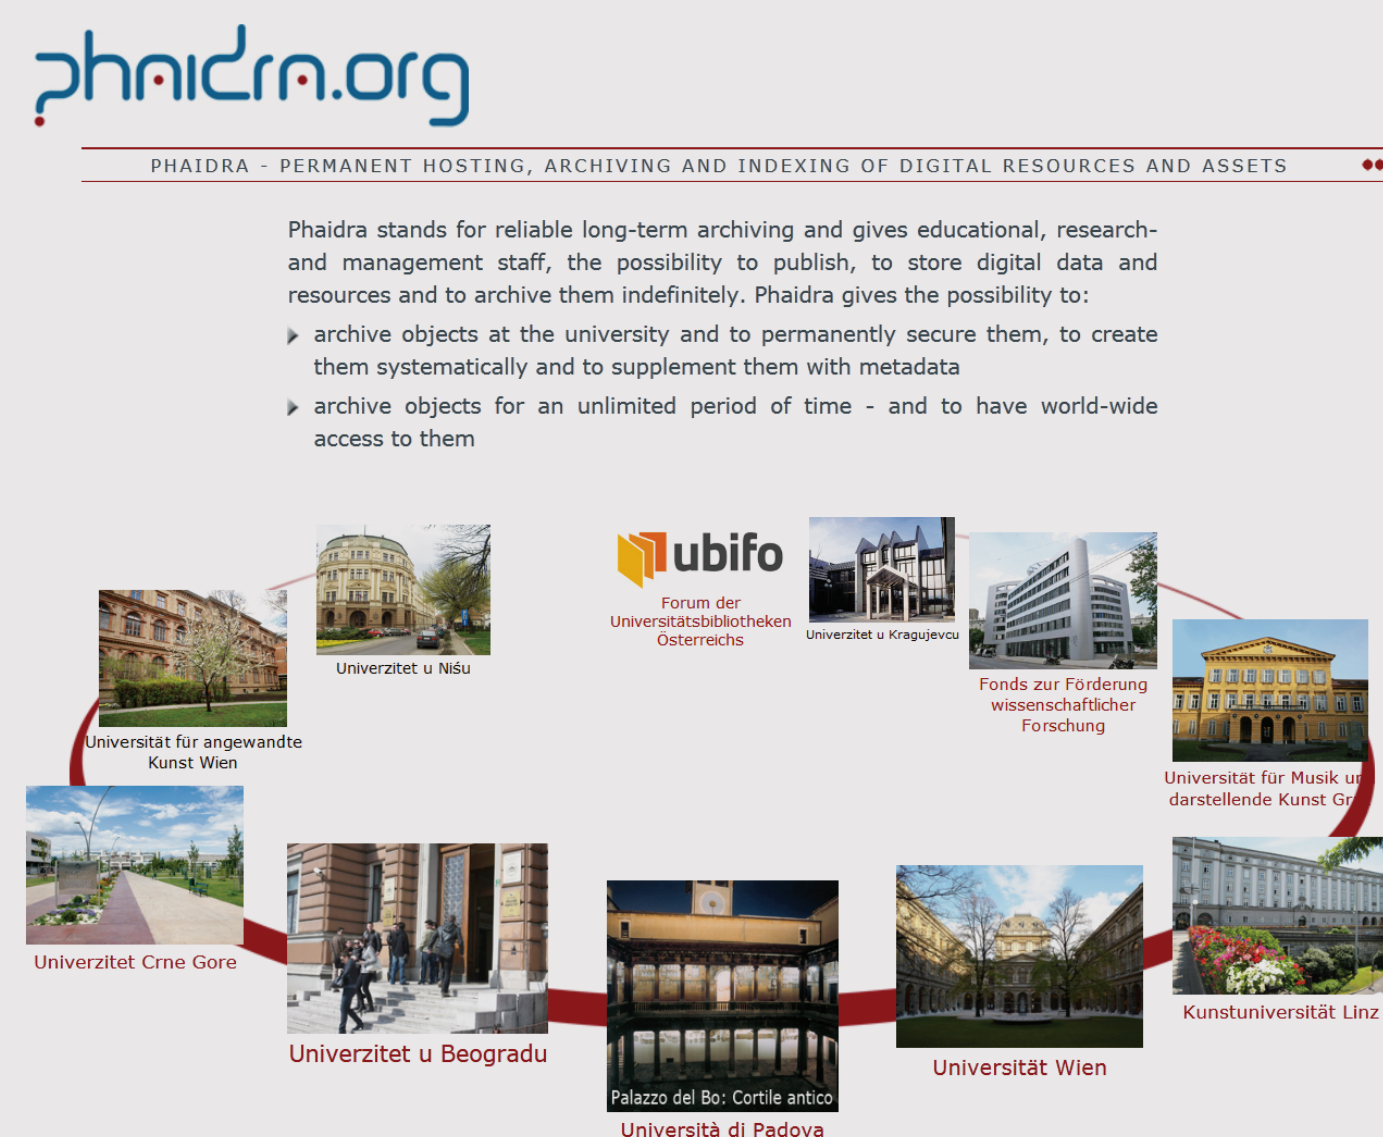 phaidra.org
PHAIDRA - PERMANENT HOSTING, ARCHIVING AND INDEXING OF DIGITAL RESOURCES AND ASSETS
Phaidra stands for reliable long-term archiving and gives educational, research-
and management staff, the possibility to publish, to store digital data and
resources and to archive them indefinitely. Phaidra gives the possibility to:
archive objects at the university and to permanently secure them, to create
them systematically and to supplement them with metadata
archive objects for an unlimited period of time - and to have world-wide
access to them
ubifo
Forum der
Universitätsbibliotheken
Österreichs
Univerzitet u Kragujevcu
Univerzitet u Nišu
Fonds zur Förderung
wissenschaftlicher
Forschung
Universität für angewandte
Kunst Wien
Universität für Musik
darstellende Kunst
Univerzitet Crne Gore
Kunstuniversität Linz
Univerzitet u Beogradu
Universität Wien
Palazzo del Bo: Cortile antico
Università di Padova